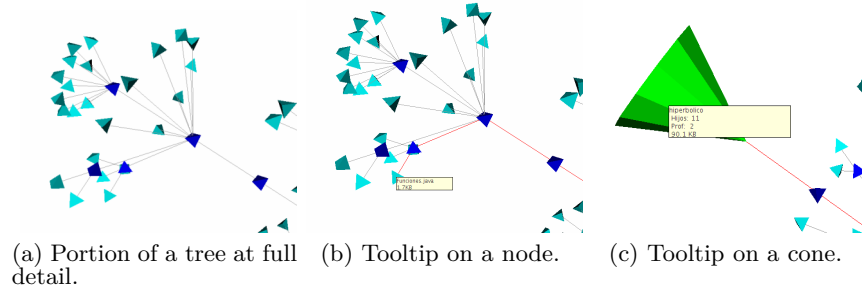 funciones.java
1.7KB
hiperbolico
Hijos: 11
Prof: 2
90.1 KB
(a) Portion of a tree at full
detail.
(b) Tooltip on a node.
(c) Tooltip on a cone.